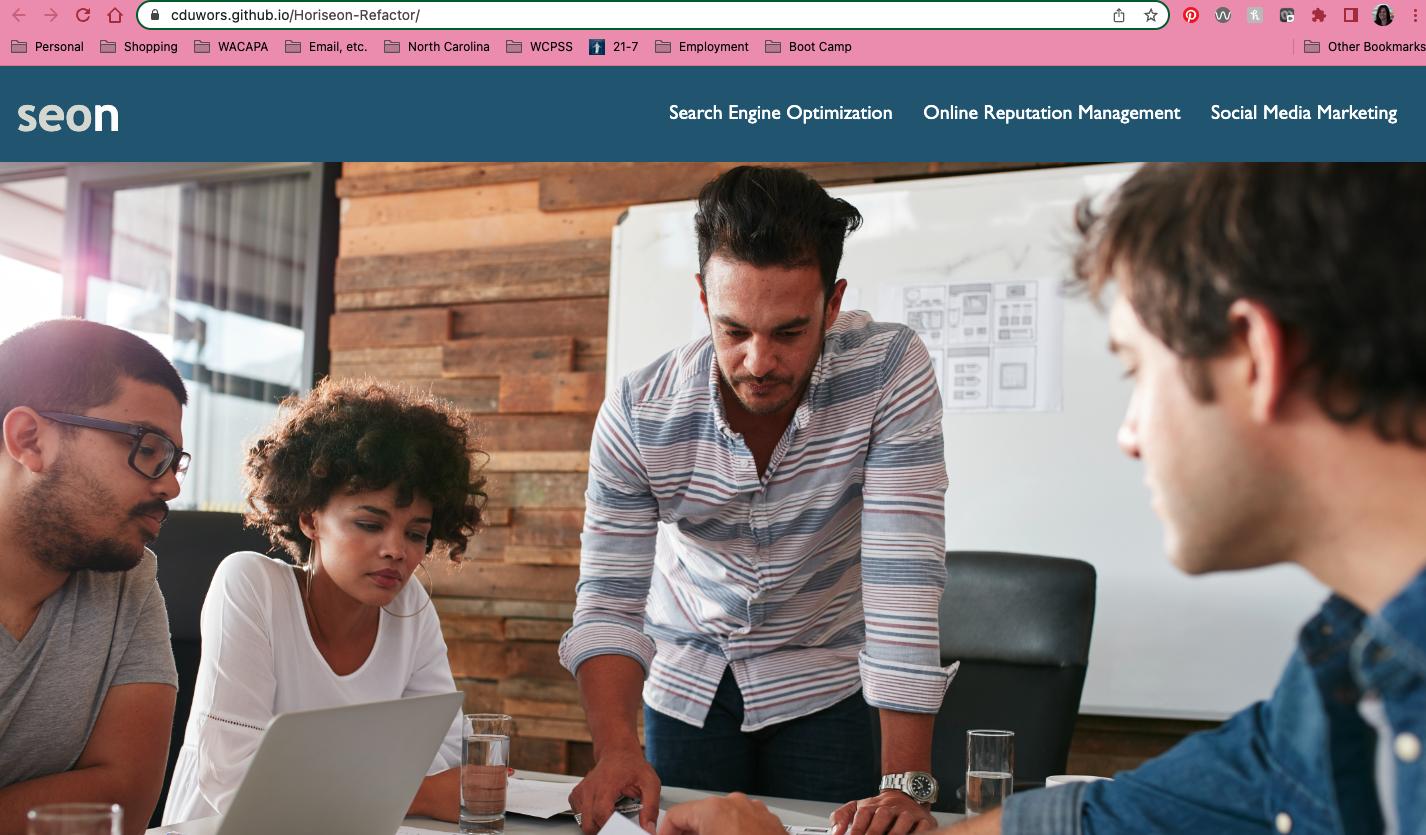 cduwors.github.io/Horiseon-Refactor/
Personal Shopping WACAPA Email, etc. North Carolina WCPSS 21-7 Employment Boot Camp Other Bookmarks
seon Search Engine Optimization Online Reputation Management Social Media Marketing